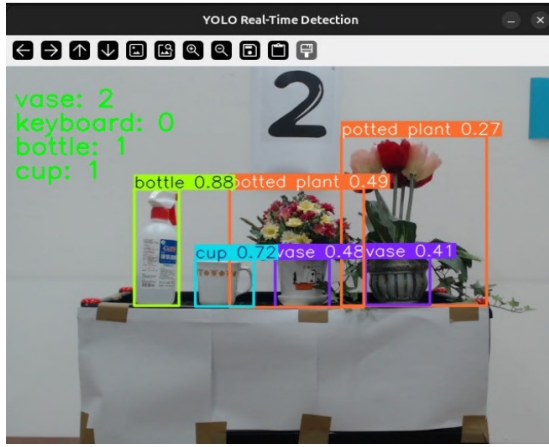 YOLO Real-Time Detection
vase: 2
keyboard: 0
bottle: 1
cup: 1
2
potted plant 0.27
bottle 0.88
potted plant 0.49
cup 0.72
vase 0.48
vase 0.41